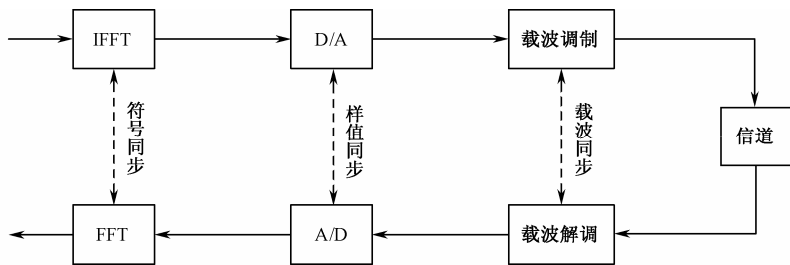 IFFT
D/A
载波调制
符号同步
样值同步
载波同步
信道
FFT
A/D
载波解调